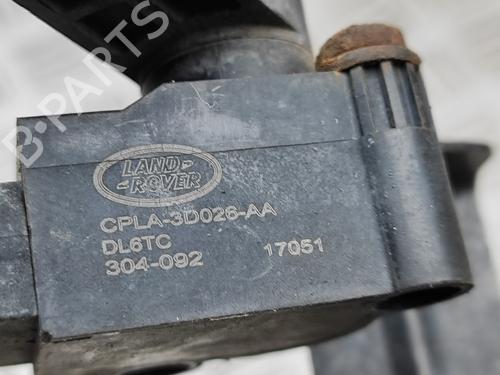 B-PARTS
LAND-
-ROVER
CPLA-3D026-AA
DL6TC
304-092 17051